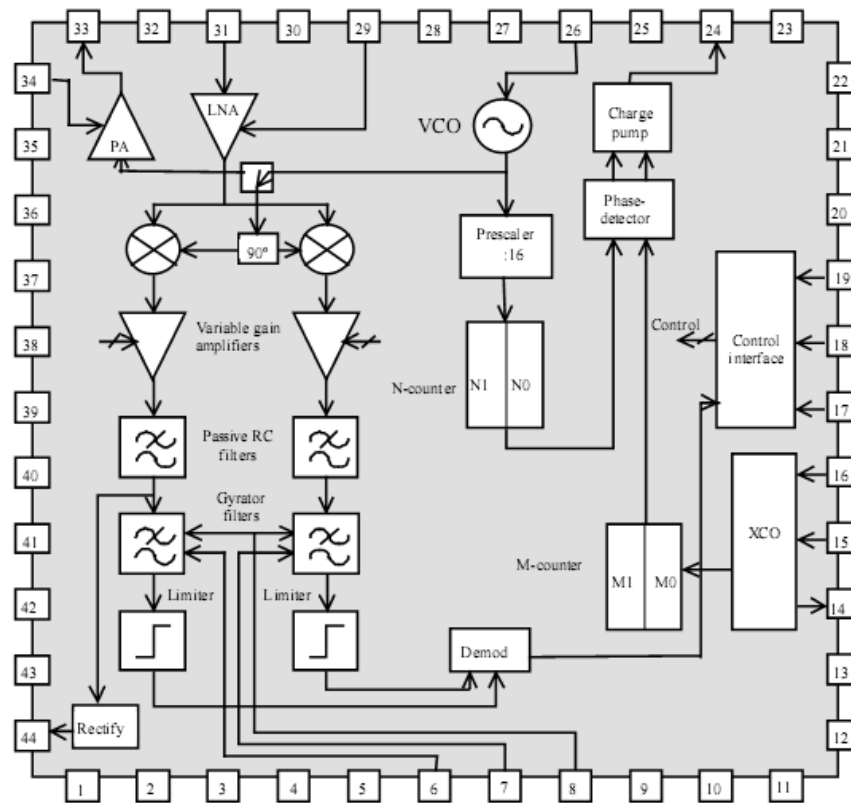 33 32 31 30 29 28 27 26 25 24 23
34 22
LNA
VCO
Charge
pump
35 PA 21
Phase-
detector
36 20
90° Prescaler
:16
37 19
Variable gain
amplifiers
Control
Control
interface
38 18
N-counter N1 N0
39 17
Passive RC
filters
40 16
Gyrator
filters
41 XCO 15
M-counter M1 M0
Limiter Limiter
42 14
Demod
43 13
Rectify
44 12
1 2 3 4 5 6 7 8 9 10 11